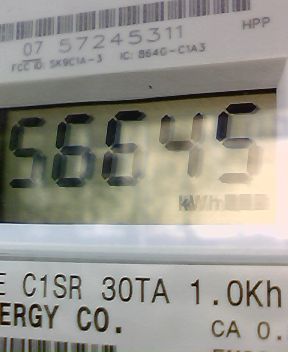 HPP
07 57245311
FCC ID: SK9C1A-3 IC: 864G-C1A3
56645
kWh
E C1SR 30TA 1.0Kh
ERGY CO.
CA 0.